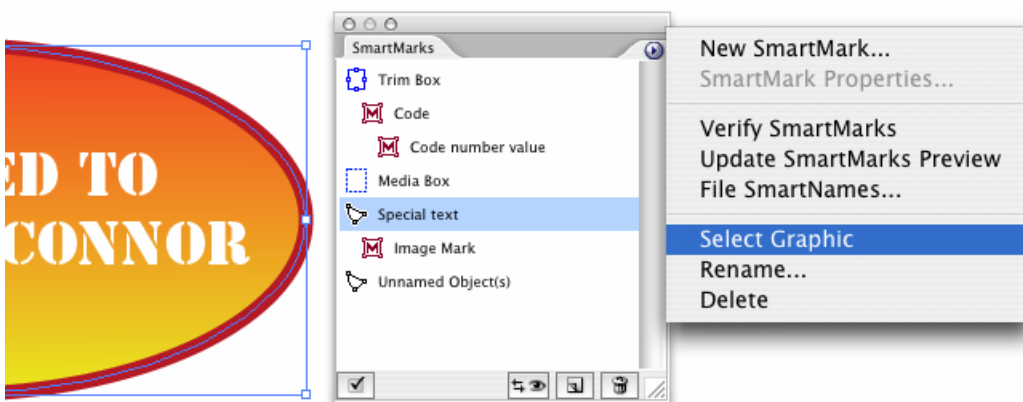 ED TO
CONNOR
SmartMarks
Trim Box
Code
Code number value
Media Box
Special text
Image Mark
Unnamed Object(s)
New SmartMark...
SmartMark Properties...
Verify SmartMarks
Update SmartMarks Preview
File SmartNames...
Select Graphic
Rename...
Delete